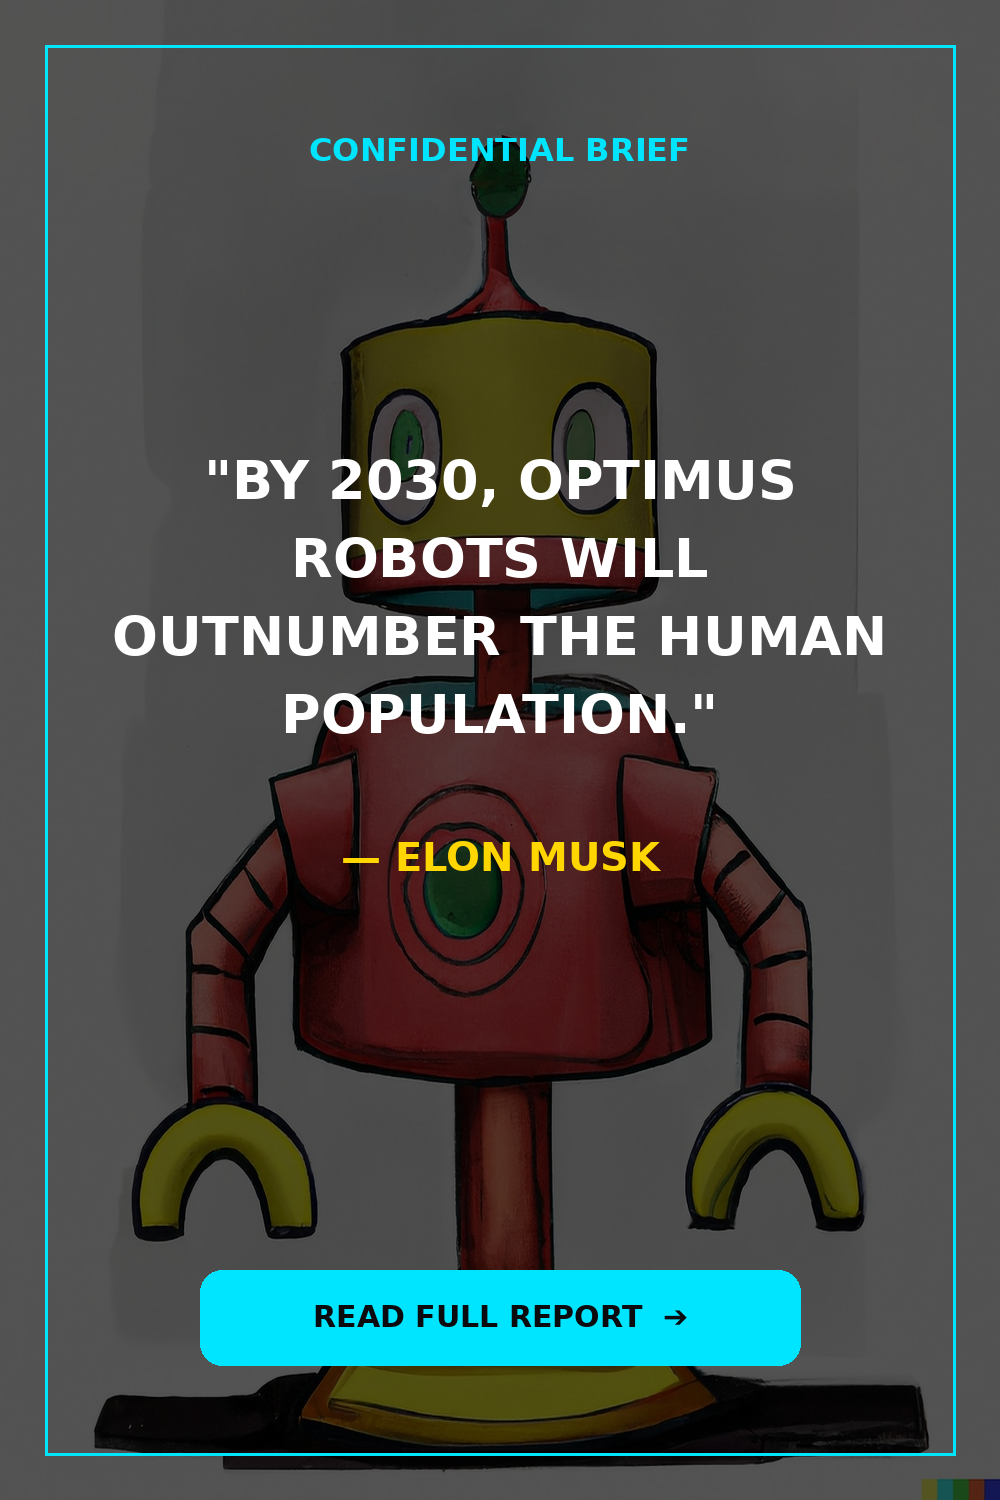 CONFIDENTIAL BRIEF
"BY 2030, OPTIMUS
ROBOTS WILL
OUTNUMBER THE HUMAN
POPULATION."
— ELON MUSK
READ FULL REPORT ➔